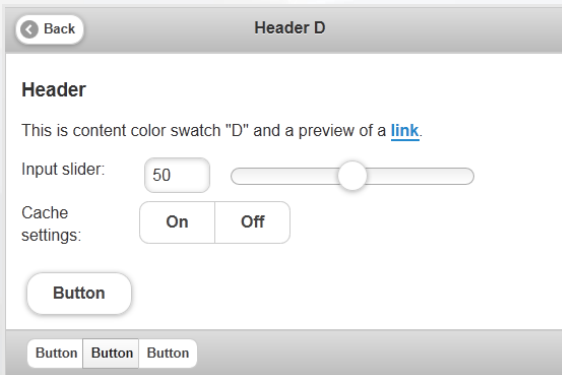 Back Header D
Header
This is content color swatch "D" and a preview of a link.
Input slider: 50
Cache
settings: On Off
Button
Button Button Button